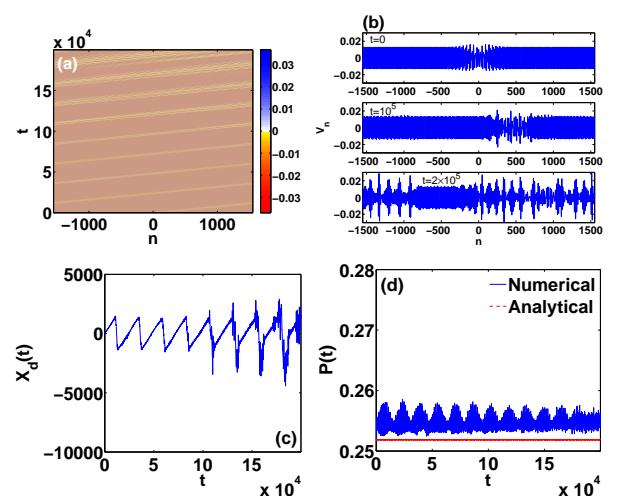 x 10^4
(a)
20
15
10
5
0
t
−1000 0 1000
n
0.03
0.02
0.01
0
−0.01
−0.02
−0.03
(b)
t=0
0.02
0
−0.02
−1500 −1000 −500 0 500 1000 1500
t=10^5
0.02
0
−0.02
V_n
−1500 −1000 −500 0 500 1000 1500
t=2×10^5
0.02
0
−0.02
−1500 −1000 −500 0 500 1000 1500
n
5000
0
−5000
−10000
X_d(t)
(c)
0 5 10 15 20
t
x 10^4
(d)
Numerical
Analytical
0.28
0.27
0.26
0.25
P(t)
0 5 10 15 20
t
x 10^4